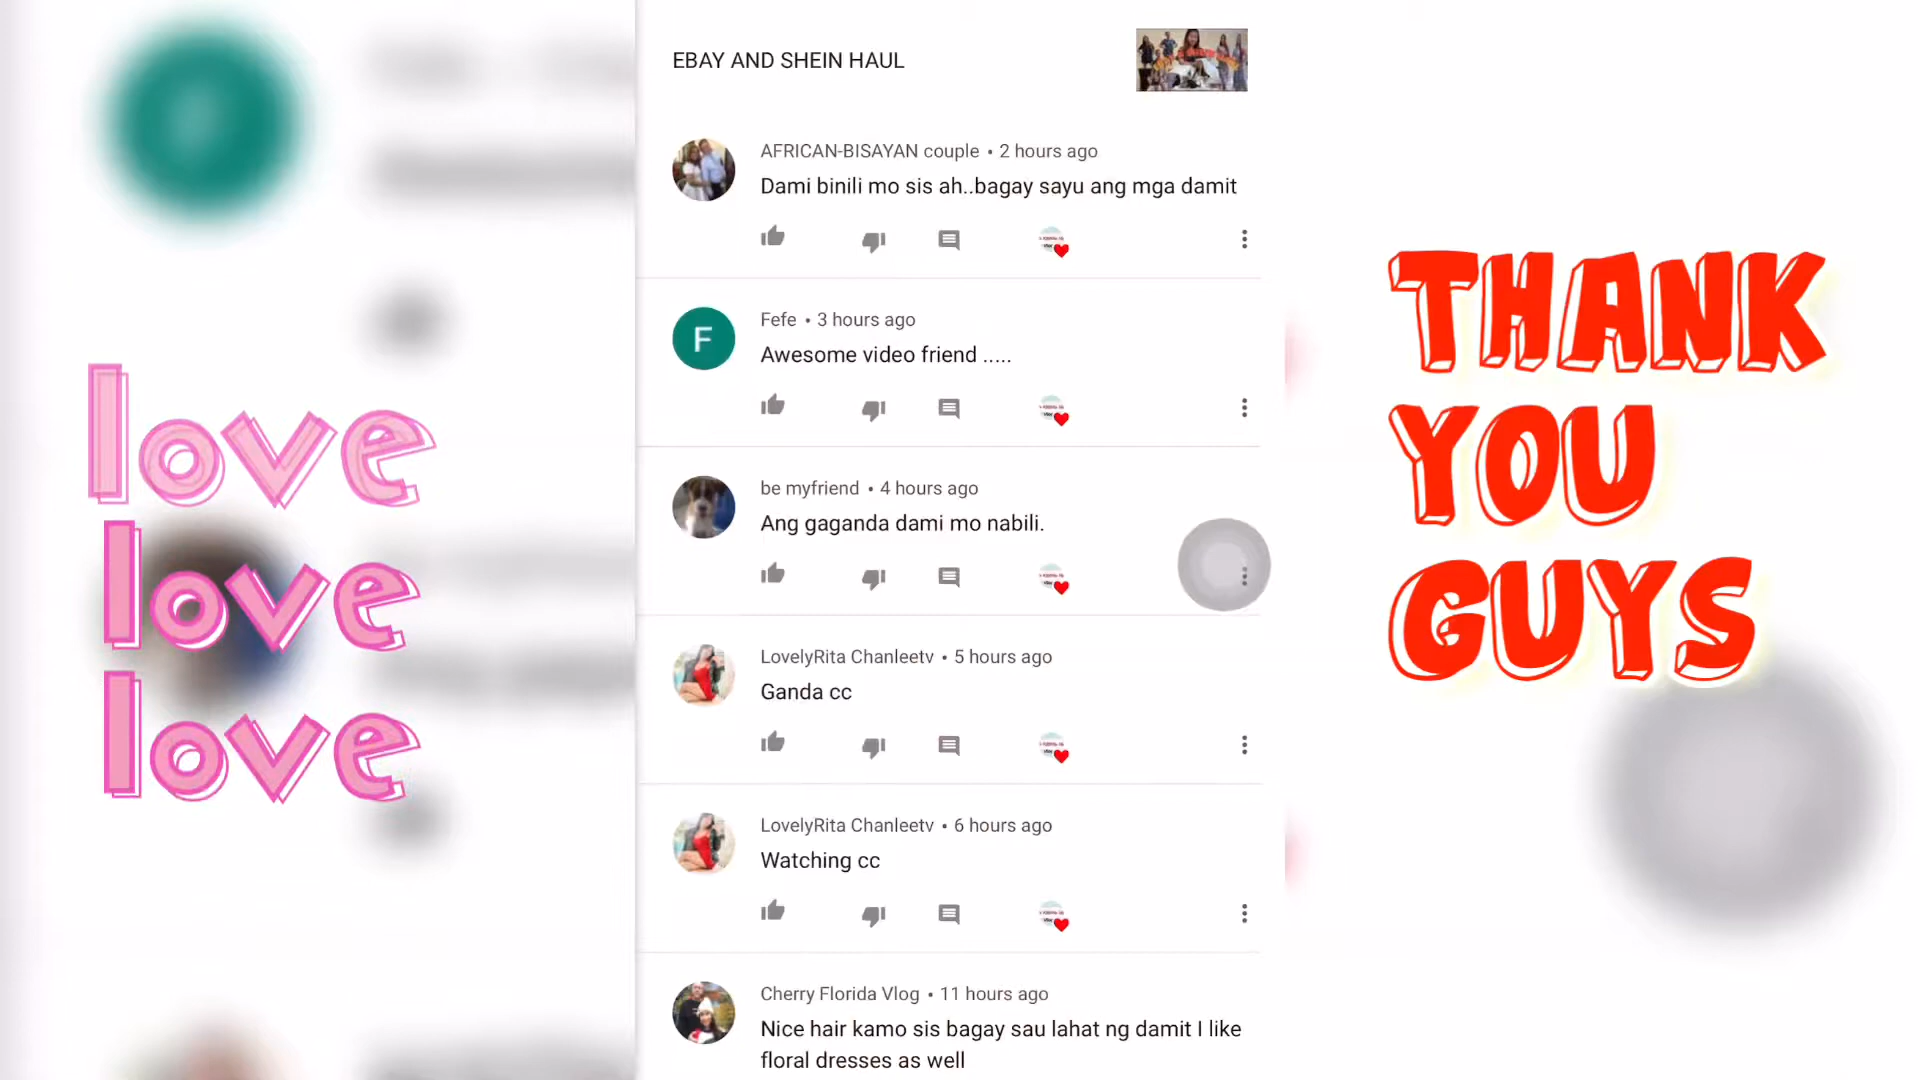 EBAY AND SHEIN HAUL
AFRICAN-BISAYAN couple • 2 hours ago
Dami binili mo sis ah..bagay sayu ang mga damit
F
Fefe • 3 hours ago
Awesome video friend .....
be myfriend • 4 hours ago
Ang gaganda dami mo nabili.
LovelyRita Chanleetv • 5 hours ago
Ganda cc
LovelyRita Chanleetv • 6 hours ago
Watching cc
Cherry Florida Vlog • 11 hours ago
Nice hair kamo sis bagay sau lahat ng damit I like
floral dresses as well
love
love
love
THANK
YOU
GUYS